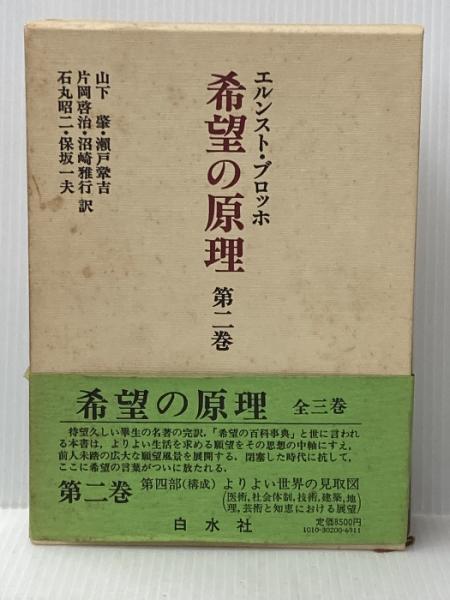 エルンスト・ブロッホ
希望の原理 第二巻
山下 肇・瀬戸鞏吉
片岡啓治・沼崎雅行 訳
石丸昭二・保坂一夫
希望の原理 全三巻
待望久しい畢生の名著の完訳。「希望の百科事典」と世に言われ
る本書は、よりよい生活を求める願望をその思想の中軸にすえ、
前人未踏の広大な願望風景を展開する。閉塞した時代に抗して、
ここに希望の言葉がついに放たれる。
第二巻 第四部(構成) よりよい世界の見取図
(医術、社会体制、技術、建築、地
理、芸術と知恵における展望)
白水社
定価8500円
1010-30200-6911